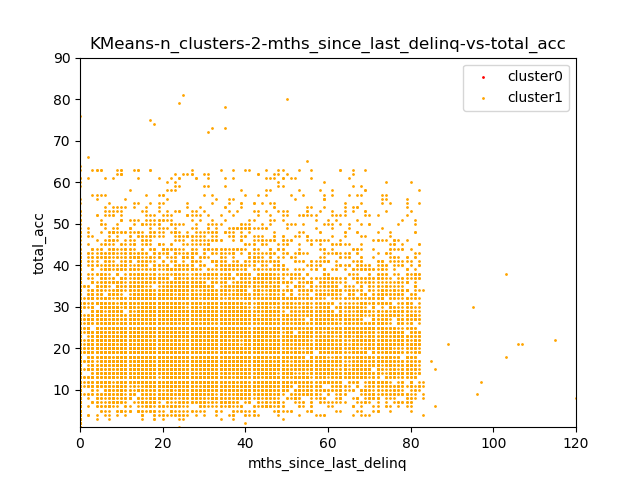 KMeans-n_clusters-2-mths_since_last_delinq-vs-total_acc
cluster0
cluster1
total_acc
90
80
70
60
50
40
30
20
10
0 20 40 60 80 100 120
mths_since_last_delinq